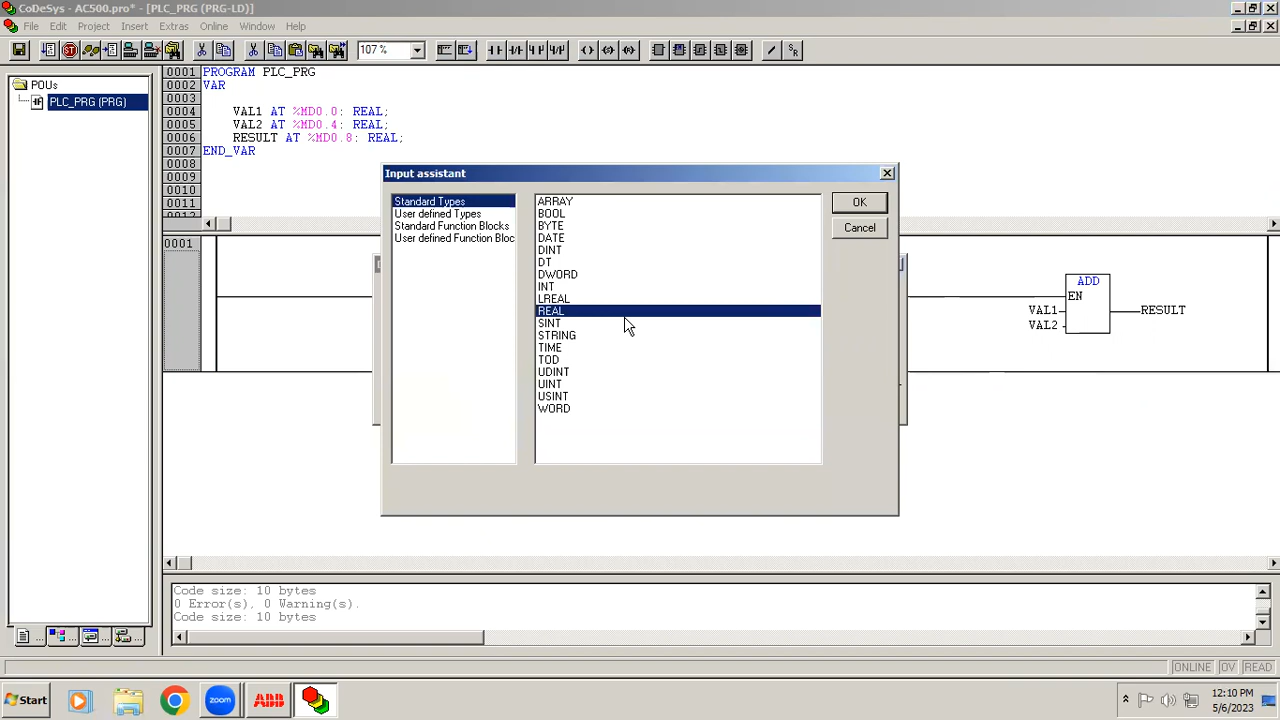 CoDeSys - AC500.pro* - [PLC_PRG (PRG-LD)]
File Edit Project Insert Extras Online Window Help
107 %
POUs
PLC_PRG (PRG)
0001 PROGRAM PLC_PRG
0002 VAR
0003
0004 VAL1 AT %MD0.0: REAL;
0005 VAL2 AT %MD0.4: REAL;
0006 RESULT AT %MD0.8: REAL;
0007 END_VAR
0008
0009
0010
0011
0012
Input assistant
Standard Types
User defined Types
Standard Function Blocks
User defined Function Bloc
ARRAY
BOOL
BYTE
DATE
DINT
DT
DWORD
INT
LREAL
REAL
SINT
STRING
TIME
TOD
UDINT
UINT
USINT
WORD
OK
Cancel
0001
ADD
EN
VAL1
VAL2
RESULT
Code size: 10 bytes
0 Error(s), 0 Warning(s).
Code size: 10 bytes
ONLINE OV READ
Start
zoom
ABB
12:10 PM
5/6/2023